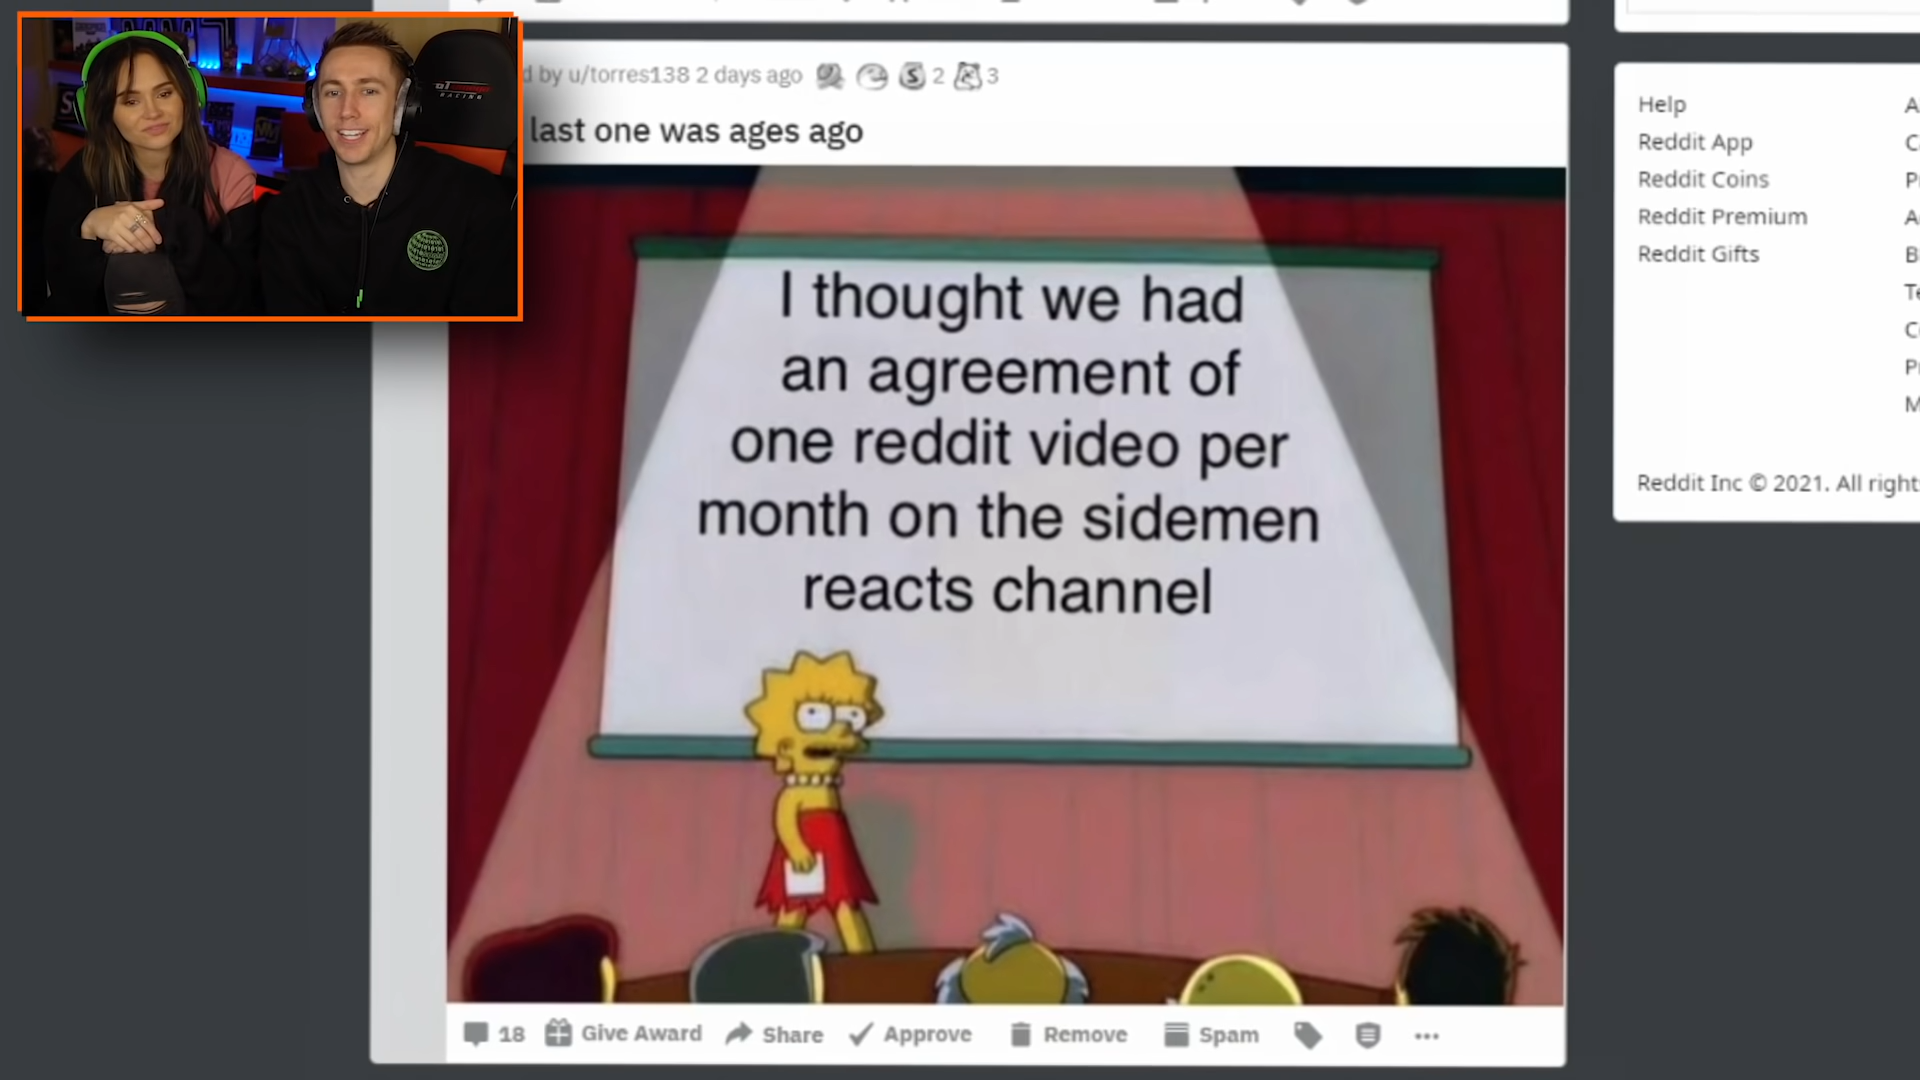 d by u/torres138 2 days ago 2 3
last one was ages ago
I thought we had
an agreement of
one reddit video per
month on the sidemen
reacts channel
18 Give Award Share Approve Remove Spam
Help
Reddit App
Reddit Coins
Reddit Premium
Reddit Gifts
Reddit Inc © 2021. All rights
RACING